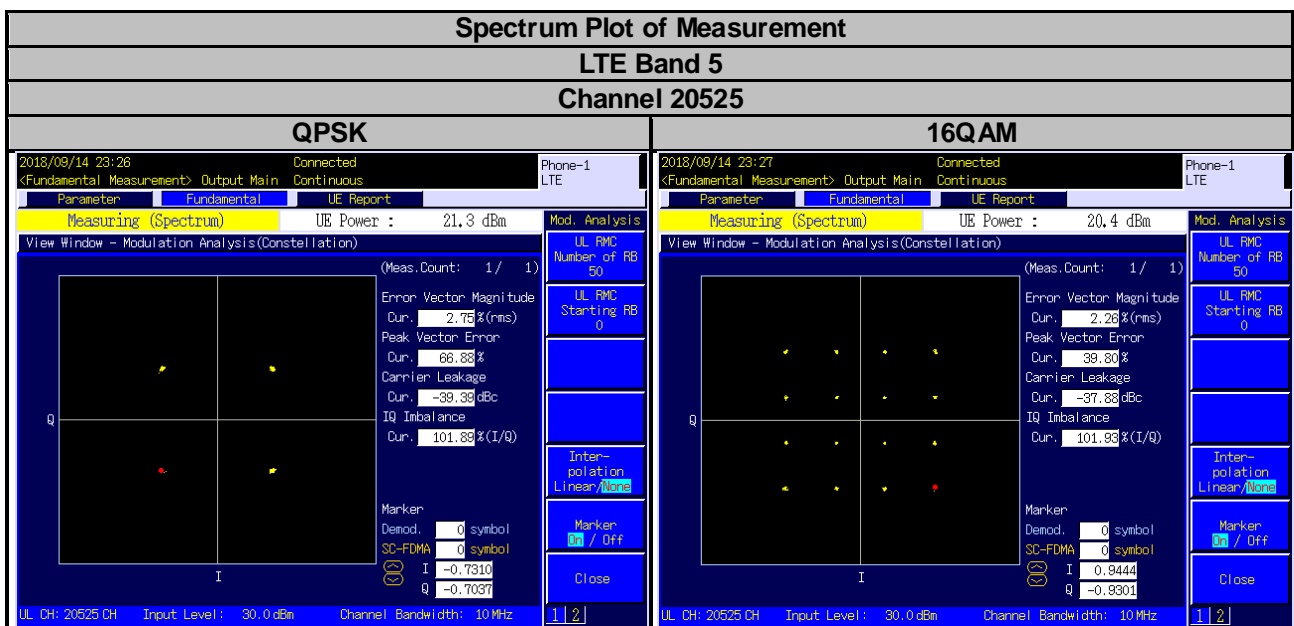 Spectrum Plot of Measurement
LTE Band 5
Channel 20525
QPSK
16QAM
2018/09/14 23:26 Connected
<Fundamental Measurement> Output Main Continuous
Phone-1
LTE
Parameter Fundamental UE Report
Measuring (Spectrum) UE Power : 21.3 dBm
Mod. Analysis
View Window - Modulation Analysis(Constellation)
(Meas.Count: 1/ 1)
Error Vector Magnitude
Cur. 2.75 %(rms)
Peak Vector Error
Cur. 66.88 %
Carrier Leakage
Cur. -39.39 dBc
IQ Imbalance
Cur. 101.89 %(I/Q)
Q
I
Marker
Demod. 0 symbol
SC-FDMA 0 symbol
I -0.7310
Q -0.7037
UL RMC
Number of RB
50
UL RMC
Starting RB
0
Inter-
polation
Linear/None
Marker
On / Off
Close
UL CH: 20525 CH Input Level: 30.0 dBm Channel Bandwidth: 10 MHz
1 2
2018/09/14 23:27 Connected
<Fundamental Measurement> Output Main Continuous
Phone-1
LTE
Parameter Fundamental UE Report
Measuring (Spectrum) UE Power : 20.4 dBm
Mod. Analysis
View Window - Modulation Analysis(Constellation)
(Meas.Count: 1/ 1)
Error Vector Magnitude
Cur. 2.26 %(rms)
Peak Vector Error
Cur. 39.80 %
Carrier Leakage
Cur. -37.88 dBc
IQ Imbalance
Cur. 101.93 %(I/Q)
Q
I
Marker
Demod. 0 symbol
SC-FDMA 0 symbol
I 0.9444
Q -0.9301
UL RMC
Number of RB
50
UL RMC
Starting RB
0
Inter-
polation
Linear/None
Marker
On / Off
Close
UL CH: 20525 CH Input Level: 30.0 dBm Channel Bandwidth: 10 MHz
1 2